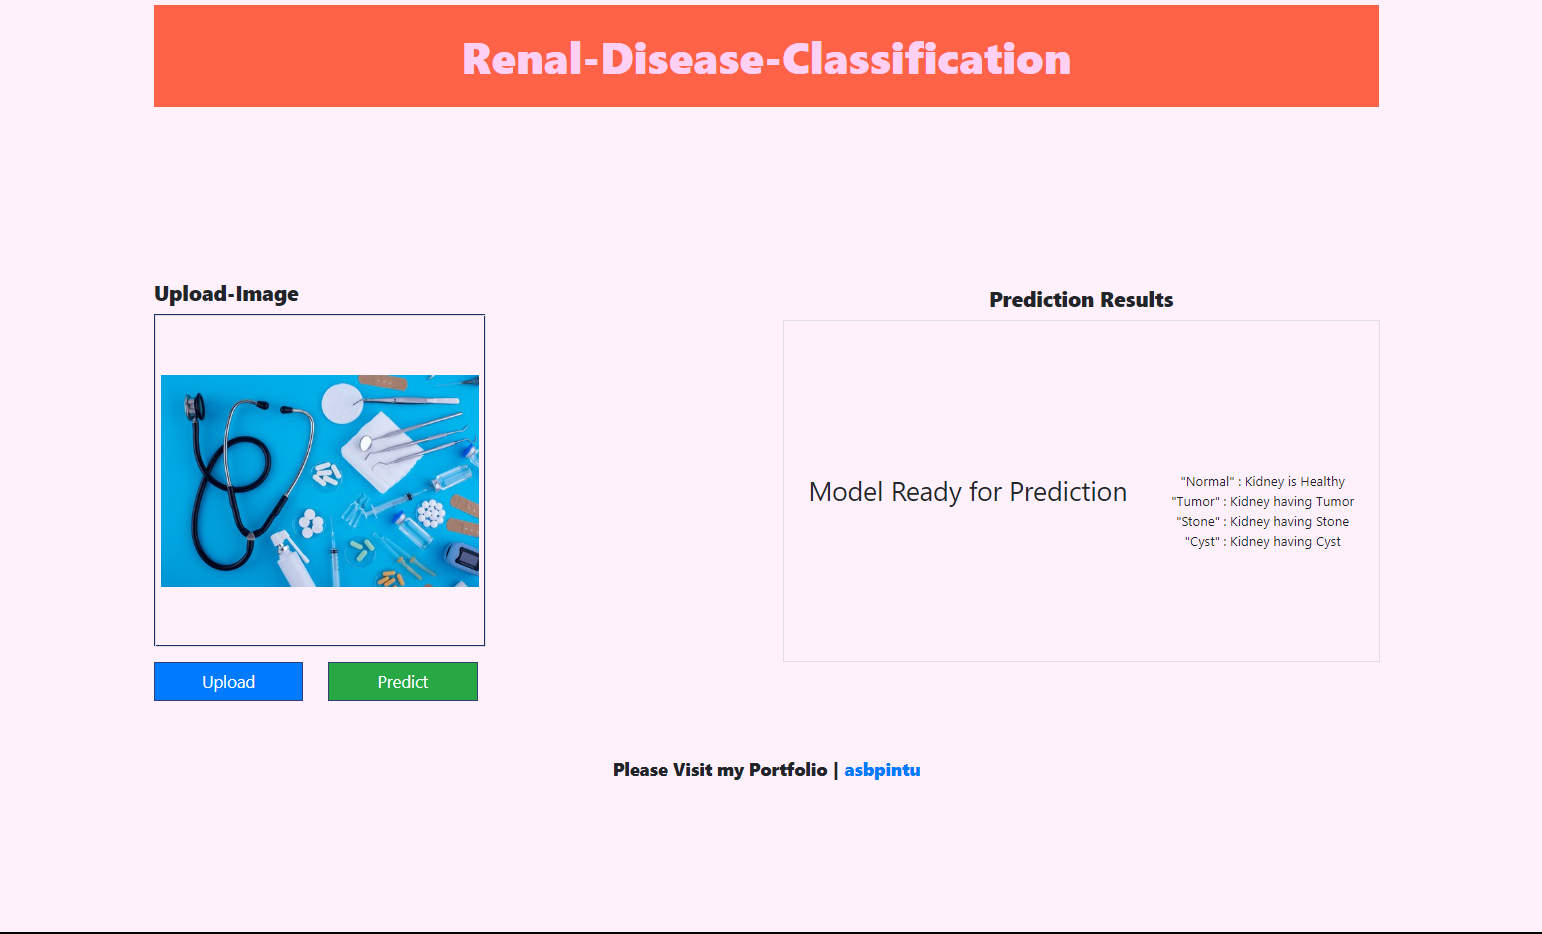 Renal-Disease-Classification
Upload-Image
Upload
Predict
Prediction Results
Model Ready for Prediction
"Normal" : Kidney is Healthy
"Tumor" : Kidney having Tumor
"Stone" : Kidney having Stone
"Cyst" : Kidney having Cyst
Please Visit my Portfolio | asbpintu